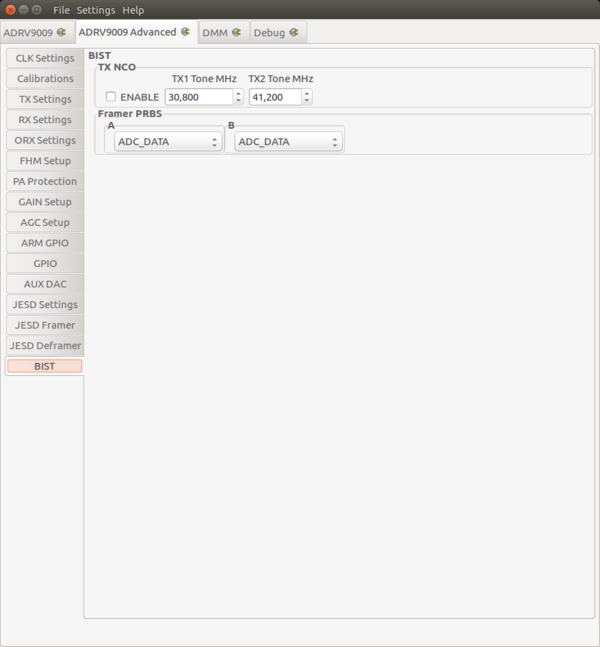 File Settings Help
ADRV9009 ADRV9009 Advanced DMM Debug
CLK Settings
Calibrations
TX Settings
RX Settings
ORX Settings
FHM Setup
PA Protection
GAIN Setup
AGC Setup
ARM GPIO
GPIO
AUX DAC
JESD Settings
JESD Framer
JESD Deframer
BIST
BIST
TX NCO
TX1 Tone MHz TX2 Tone MHz
ENABLE 30,800 41,200
Framer PRBS
A B
ADC_DATA ADC_DATA